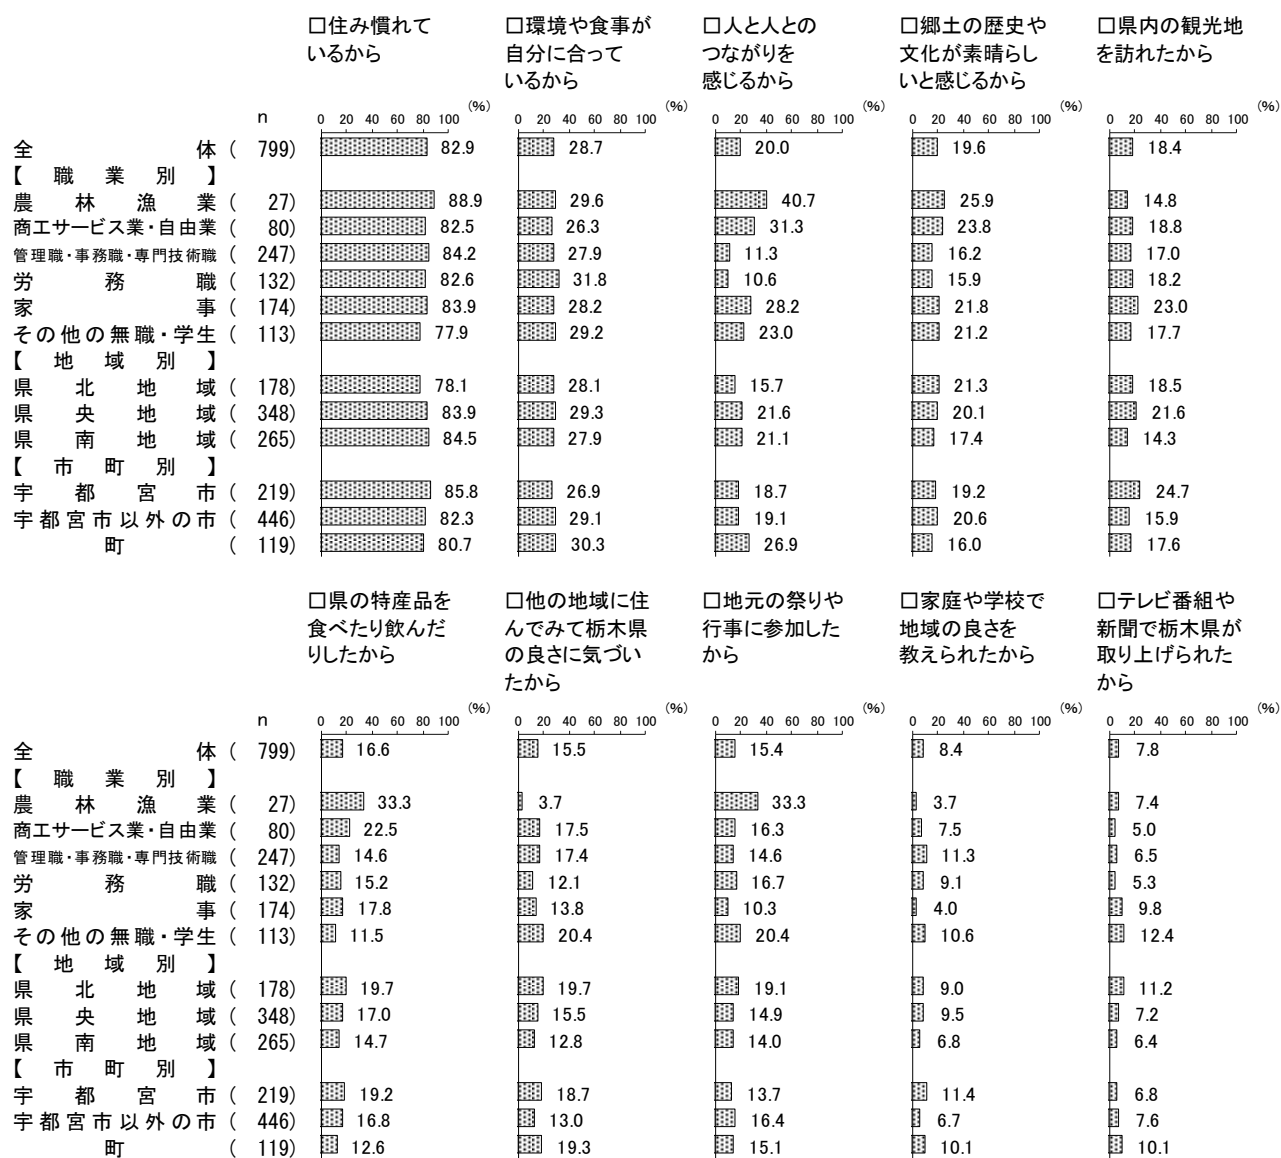 □住み慣れて
いるから
□環境や食事が
自分に合って
いるから
□人と人との
つながりを
感じるから
□郷土の歴史や
文化が素晴らし
いと感じるから
□県内の観光地
を訪れたから
n 0 20 40 60 80 100 (%) 0 20 40 60 80 100 (%) 0 20 40 60 80 100 (%) 0 20 40 60 80 100 (%) 0 20 40 60 80 100 (%)
全体 ( 799) 82.9 28.7 20.0 19.6 18.4
【職業別】
農林漁業 ( 27) 88.9 29.6 40.7 25.9 14.8
商工サービス業・自由業 ( 80) 82.5 26.3 31.3 23.8 18.8
管理職・事務職・専門技術職 ( 247) 84.2 27.9 11.3 16.2 17.0
労務職 ( 132) 82.6 31.8 10.6 15.9 18.2
家事 ( 174) 83.9 28.2 28.2 21.8 23.0
その他の無職・学生 ( 113) 77.9 29.2 23.0 21.2 17.7
【地域別】
県北地域 ( 178) 78.1 28.1 15.7 21.3 18.5
県央地域 ( 348) 83.9 29.3 21.6 20.1 21.6
県南地域 ( 265) 84.5 27.9 21.1 17.4 14.3
【市町別】
宇都宮市 ( 219) 85.8 26.9 18.7 19.2 24.7
宇都宮市以外の市 ( 446) 82.3 29.1 19.1 20.6 15.9
町 ( 119) 80.7 30.3 26.9 16.0 17.6
□県の特産品を
食べたり飲んだ
りしたから
□他の地域に住
んでみて栃木県
の良さに気づい
たから
□地元の祭りや
行事に参加した
から
□家庭や学校で
地域の良さを
教えられたから
□テレビ番組や
新聞で栃木県が
取り上げられた
から
n 0 20 40 60 80 100 (%) 0 20 40 60 80 100 (%) 0 20 40 60 80 100 (%) 0 20 40 60 80 100 (%) 0 20 40 60 80 100 (%)
全体 ( 799) 16.6 15.5 15.4 8.4 7.8
【職業別】
農林漁業 ( 27) 33.3 3.7 33.3 3.7 7.4
商工サービス業・自由業 ( 80) 22.5 17.5 16.3 7.5 5.0
管理職・事務職・専門技術職 ( 247) 14.6 17.4 14.6 11.3 6.5
労務職 ( 132) 15.2 12.1 16.7 9.1 5.3
家事 ( 174) 17.8 13.8 10.3 4.0 9.8
その他の無職・学生 ( 113) 11.5 20.4 20.4 10.6 12.4
【地域別】
県北地域 ( 178) 19.7 19.7 19.1 9.0 11.2
県央地域 ( 348) 17.0 15.5 14.9 9.5 7.2
県南地域 ( 265) 14.7 12.8 14.0 6.8 6.4
【市町別】
宇都宮市 ( 219) 19.2 18.7 13.7 11.4 6.8
宇都宮市以外の市 ( 446) 16.8 13.0 16.4 6.7 7.6
町 ( 119) 12.6 19.3 15.1 10.1 10.1